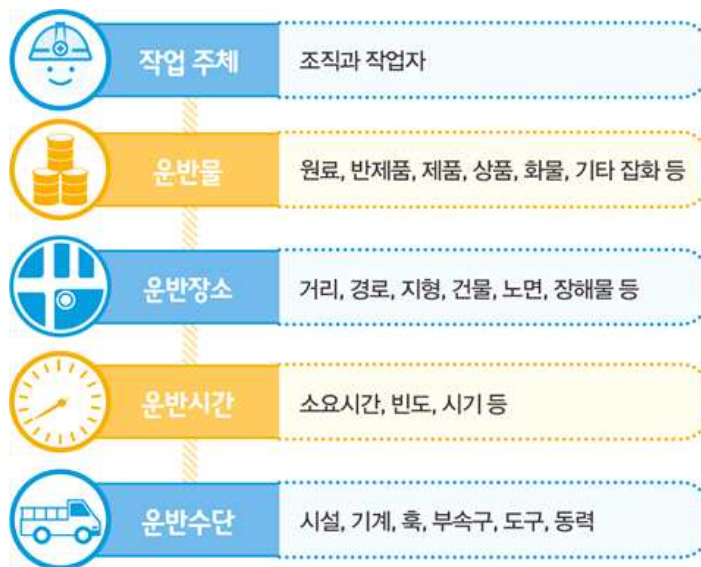 작업 주체
조직과 작업자
운반물
원료, 반제품, 제품, 상품, 화물, 기타 잡화 등
운반장소
거리, 경로, 지형, 건물, 노면, 장해물 등
운반시간
소요시간, 빈도, 시기 등
운반수단
시설, 기계, 훅, 부속구, 도구, 동력